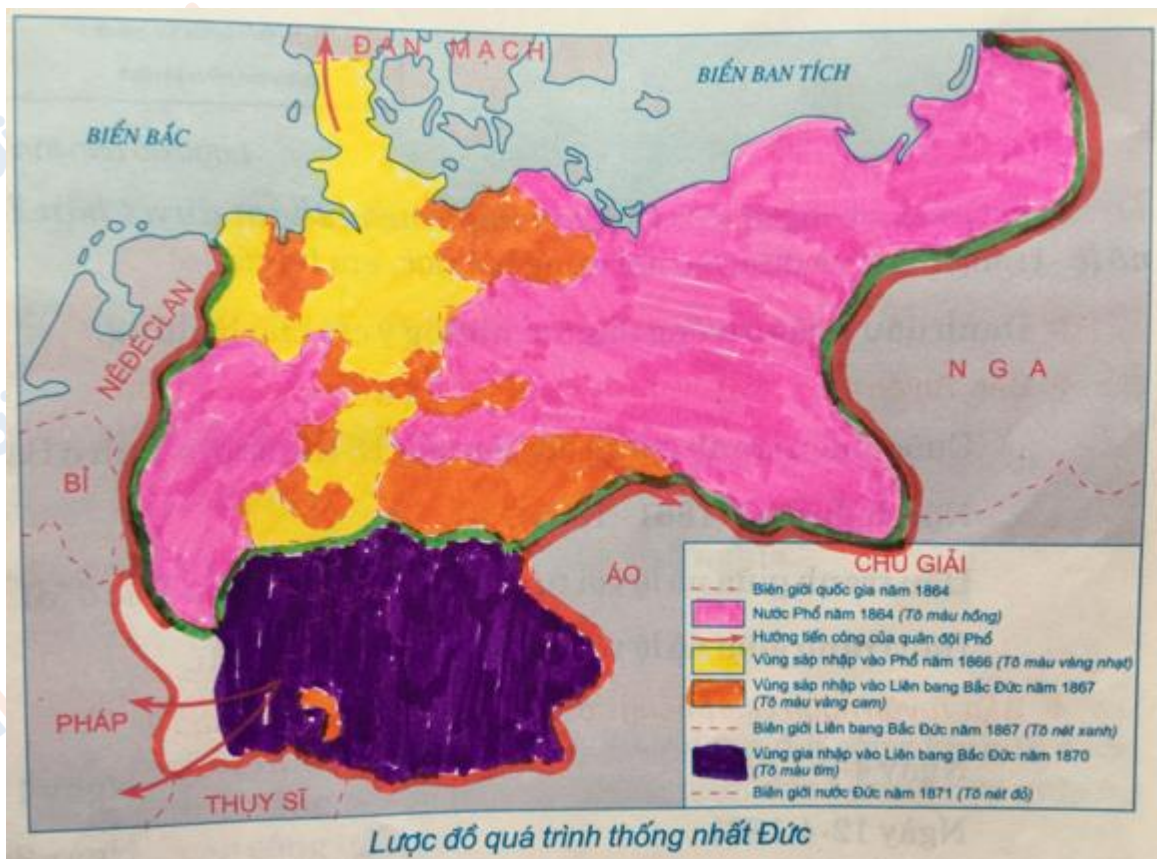 ĐAN MẠCH
BIỂN BAN TÍCH
BIỂN BẮC
NÊĐÉCLAN
N G A
BỈ
ÁO
PHÁP
THỤY SĨ
CHÚ GIẢI
Biên giới quốc gia năm 1864
Nước Phổ năm 1864 (Tô màu hồng)
Hướng tiến công của quân đội Phổ
Vùng sáp nhập vào Phổ năm 1866 (Tô màu vàng nhạt)
Vùng sáp nhập vào Liên bang Bắc Đức năm 1867
(Tô màu vàng cam)
Biên giới Liên bang Bắc Đức năm 1867 (Tô nét xanh)
Vùng gia nhập vào Liên bang Bắc Đức năm 1870
(Tô màu tím)
Biên giới nước Đức năm 1871 (Tô nét đỏ)
Ngày 12
Lược đồ quá trình thống nhất Đức